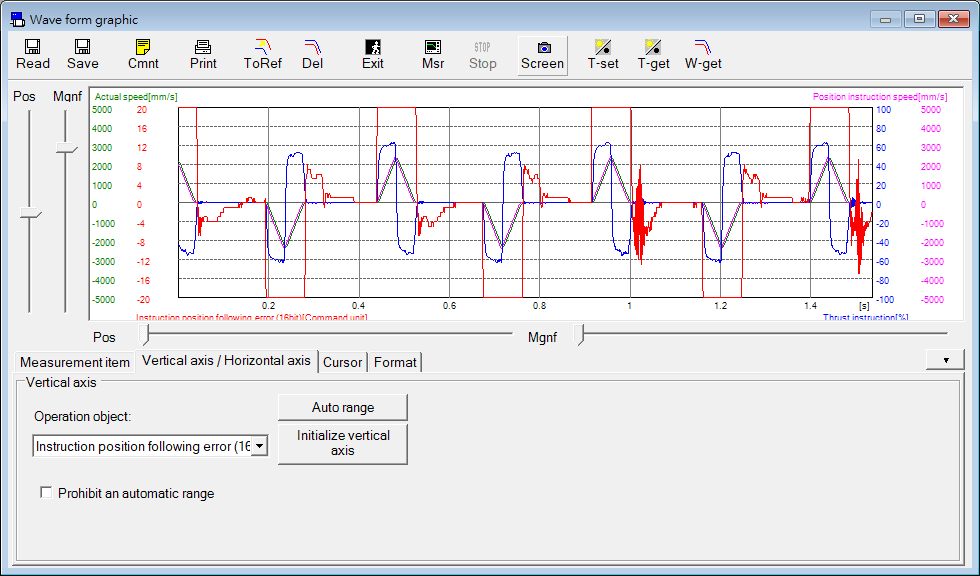 Wave form graphic
Read Save Cmnt Print ToRef Del Exit Msr Stop Screen T-set T-get W-get
STOP
Pos Mgnf Actual speed[mm/s] Position instruction speed[mm/s]
5000 20 100 5000
4000 16 80 4000
3000 12 60 3000
2000 8 40 2000
1000 4 20 1000
0 0 0 0
-1000 -4 -20 -1000
-2000 -8 -40 -2000
-3000 -12 -60 -3000
-4000 -16 -80 -4000
-5000 -20 -100 -5000
0.2 0.4 0.6 0.8 1 1.2 1.4 [s]
Instruction position following error (16bit)[Command unit] Thrust instruction[%]
Pos Mgnf
Measurement item Vertical axis / Horizontal axis Cursor Format
Vertical axis
Operation object:
Auto range
Instruction position following error (16
Initialize vertical
axis
Prohibit an automatic range